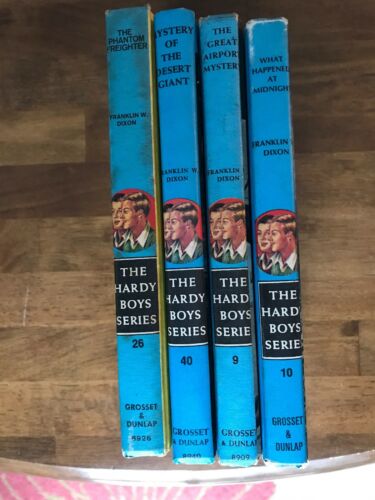 THE
PHANTOM
FREIGHTER
FRANKLIN W.
DIXON
THE
HARDY
BOYS
SERIES
26
GROSSET
&
DUNLAP
8926
MYSTERY
OF
THE
DESERT
GIANT
FRANKLIN W.
DIXON
THE
HARDY
BOYS
SERIES
40
GROSSET
& DUNLAP
8940
THE
GREAT
AIRPORT
MYSTERY
FRANKLIN W.
DIXON
THE
HARDY
BOYS
SERIES
9
GROSSET
& DUNLAP
8909
WHAT
HAPPENED
AT
MIDNIGHT
FRANKLIN
DIXON
THE
HARDY
BOYS
SERIES
10
GROSSET
&
DUNLAP